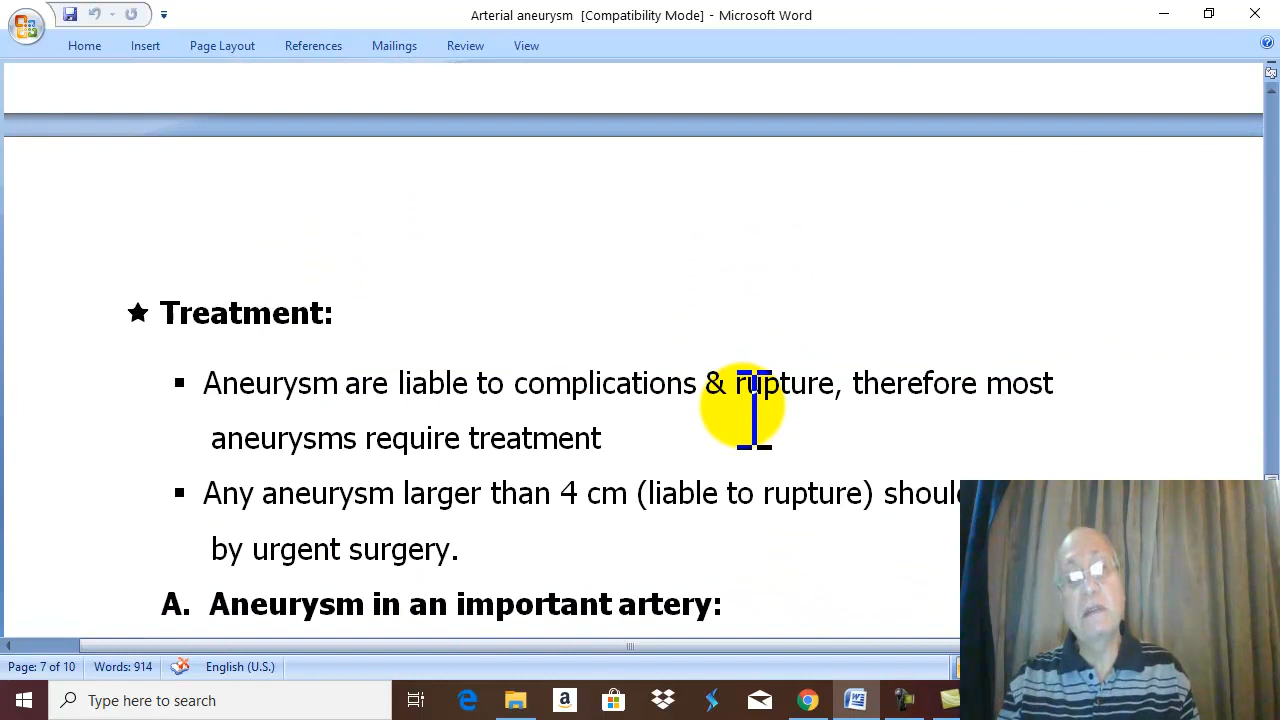 Arterial aneurysm [Compatibility Mode] - Microsoft Word
Home Insert Page Layout References Mailings Review View
★ Treatment:
▪ Aneurysm are liable to complications & rupture, therefore most
aneurysms require treatment
▪ Any aneurysm larger than 4 cm (liable to rupture)
by urgent surgery.
A. Aneurysm in an important artery:
Page: 7 of 10 Words: 914 English (U.S.)
Type here to search